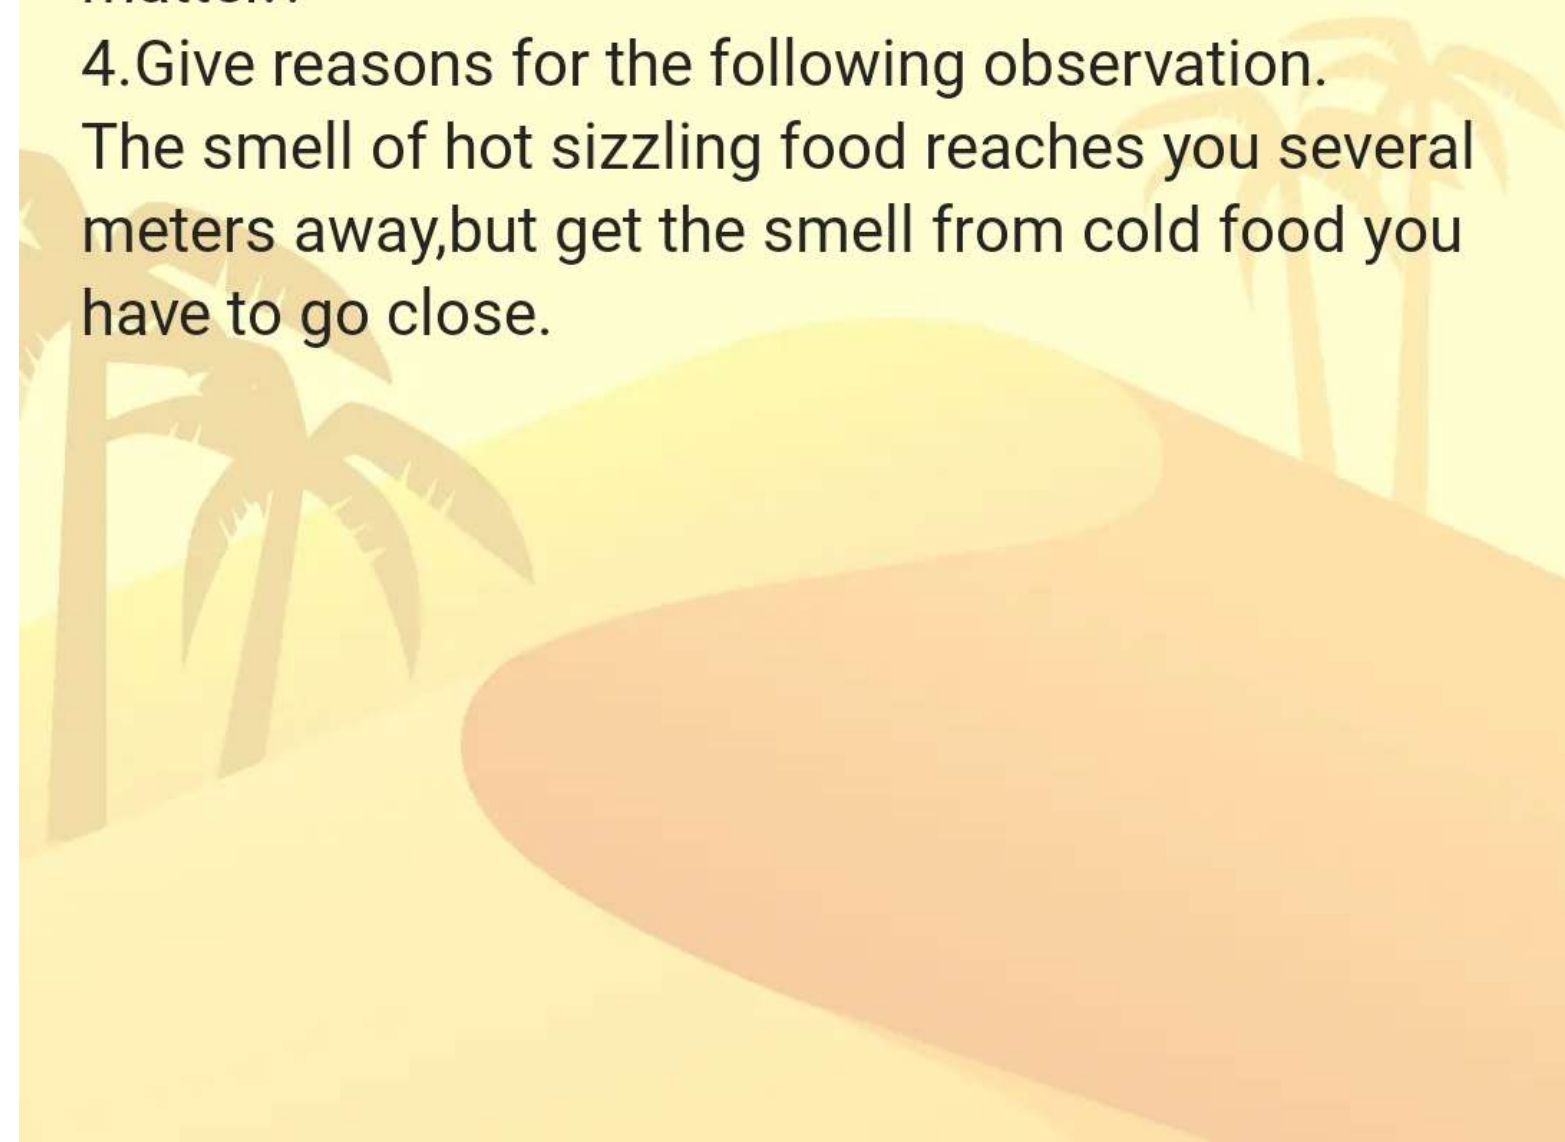 4.Give reasons for the following observation.
The smell of hot sizzling food reaches you several
meters away,but get the smell from cold food you
have to go close.